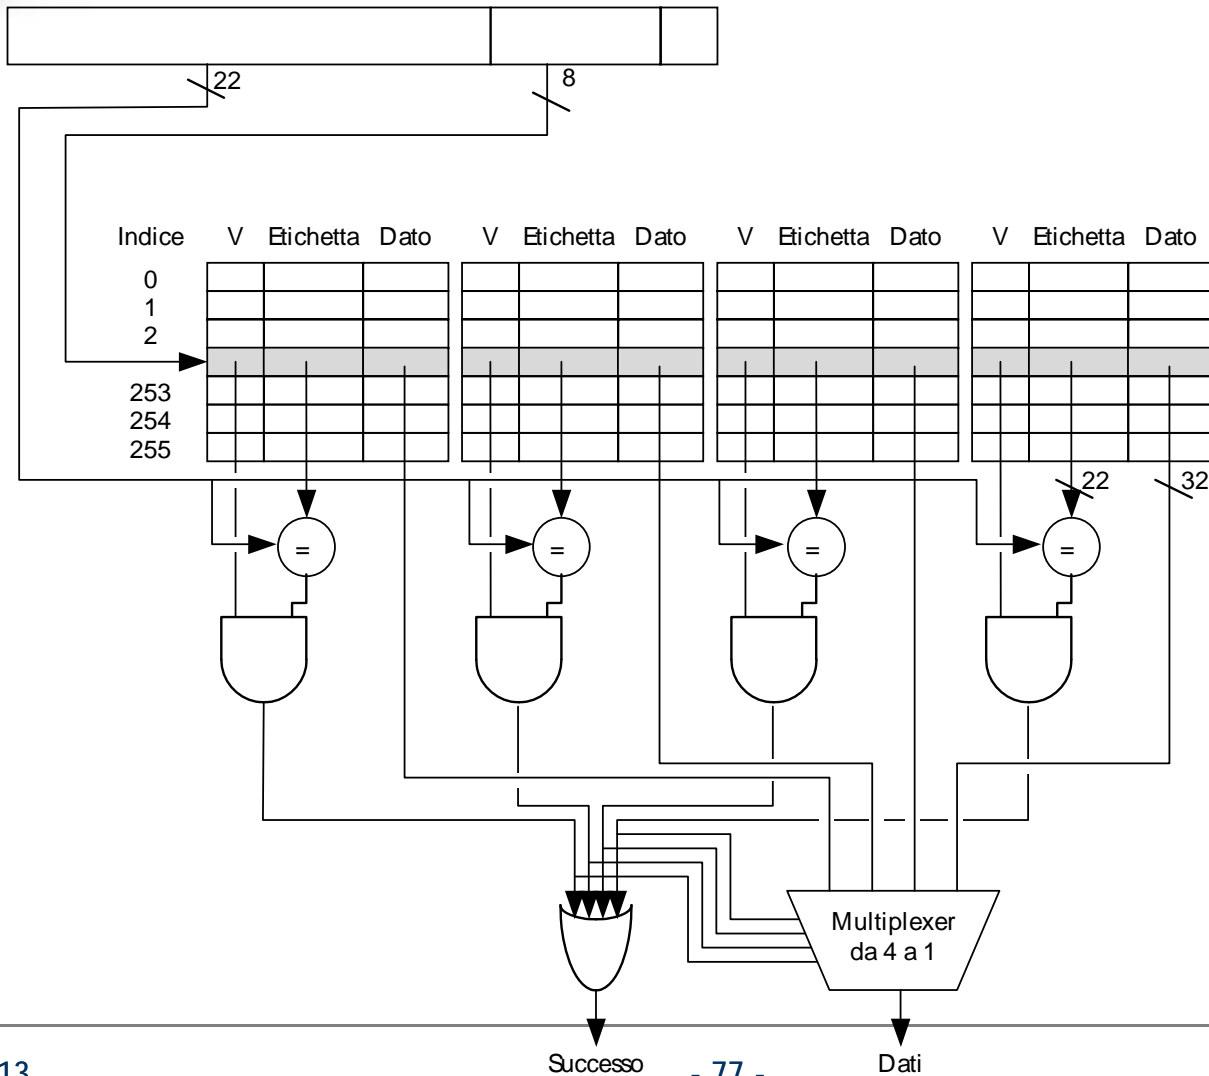 22
8
Indice V Etichetta Dato V Etichetta Dato V Etichetta Dato V Etichetta Dato
0
1
2
253
254
255
22 32
= = = =
Multiplexer
da 4 a 1
Successo Dati
13 - 77 -